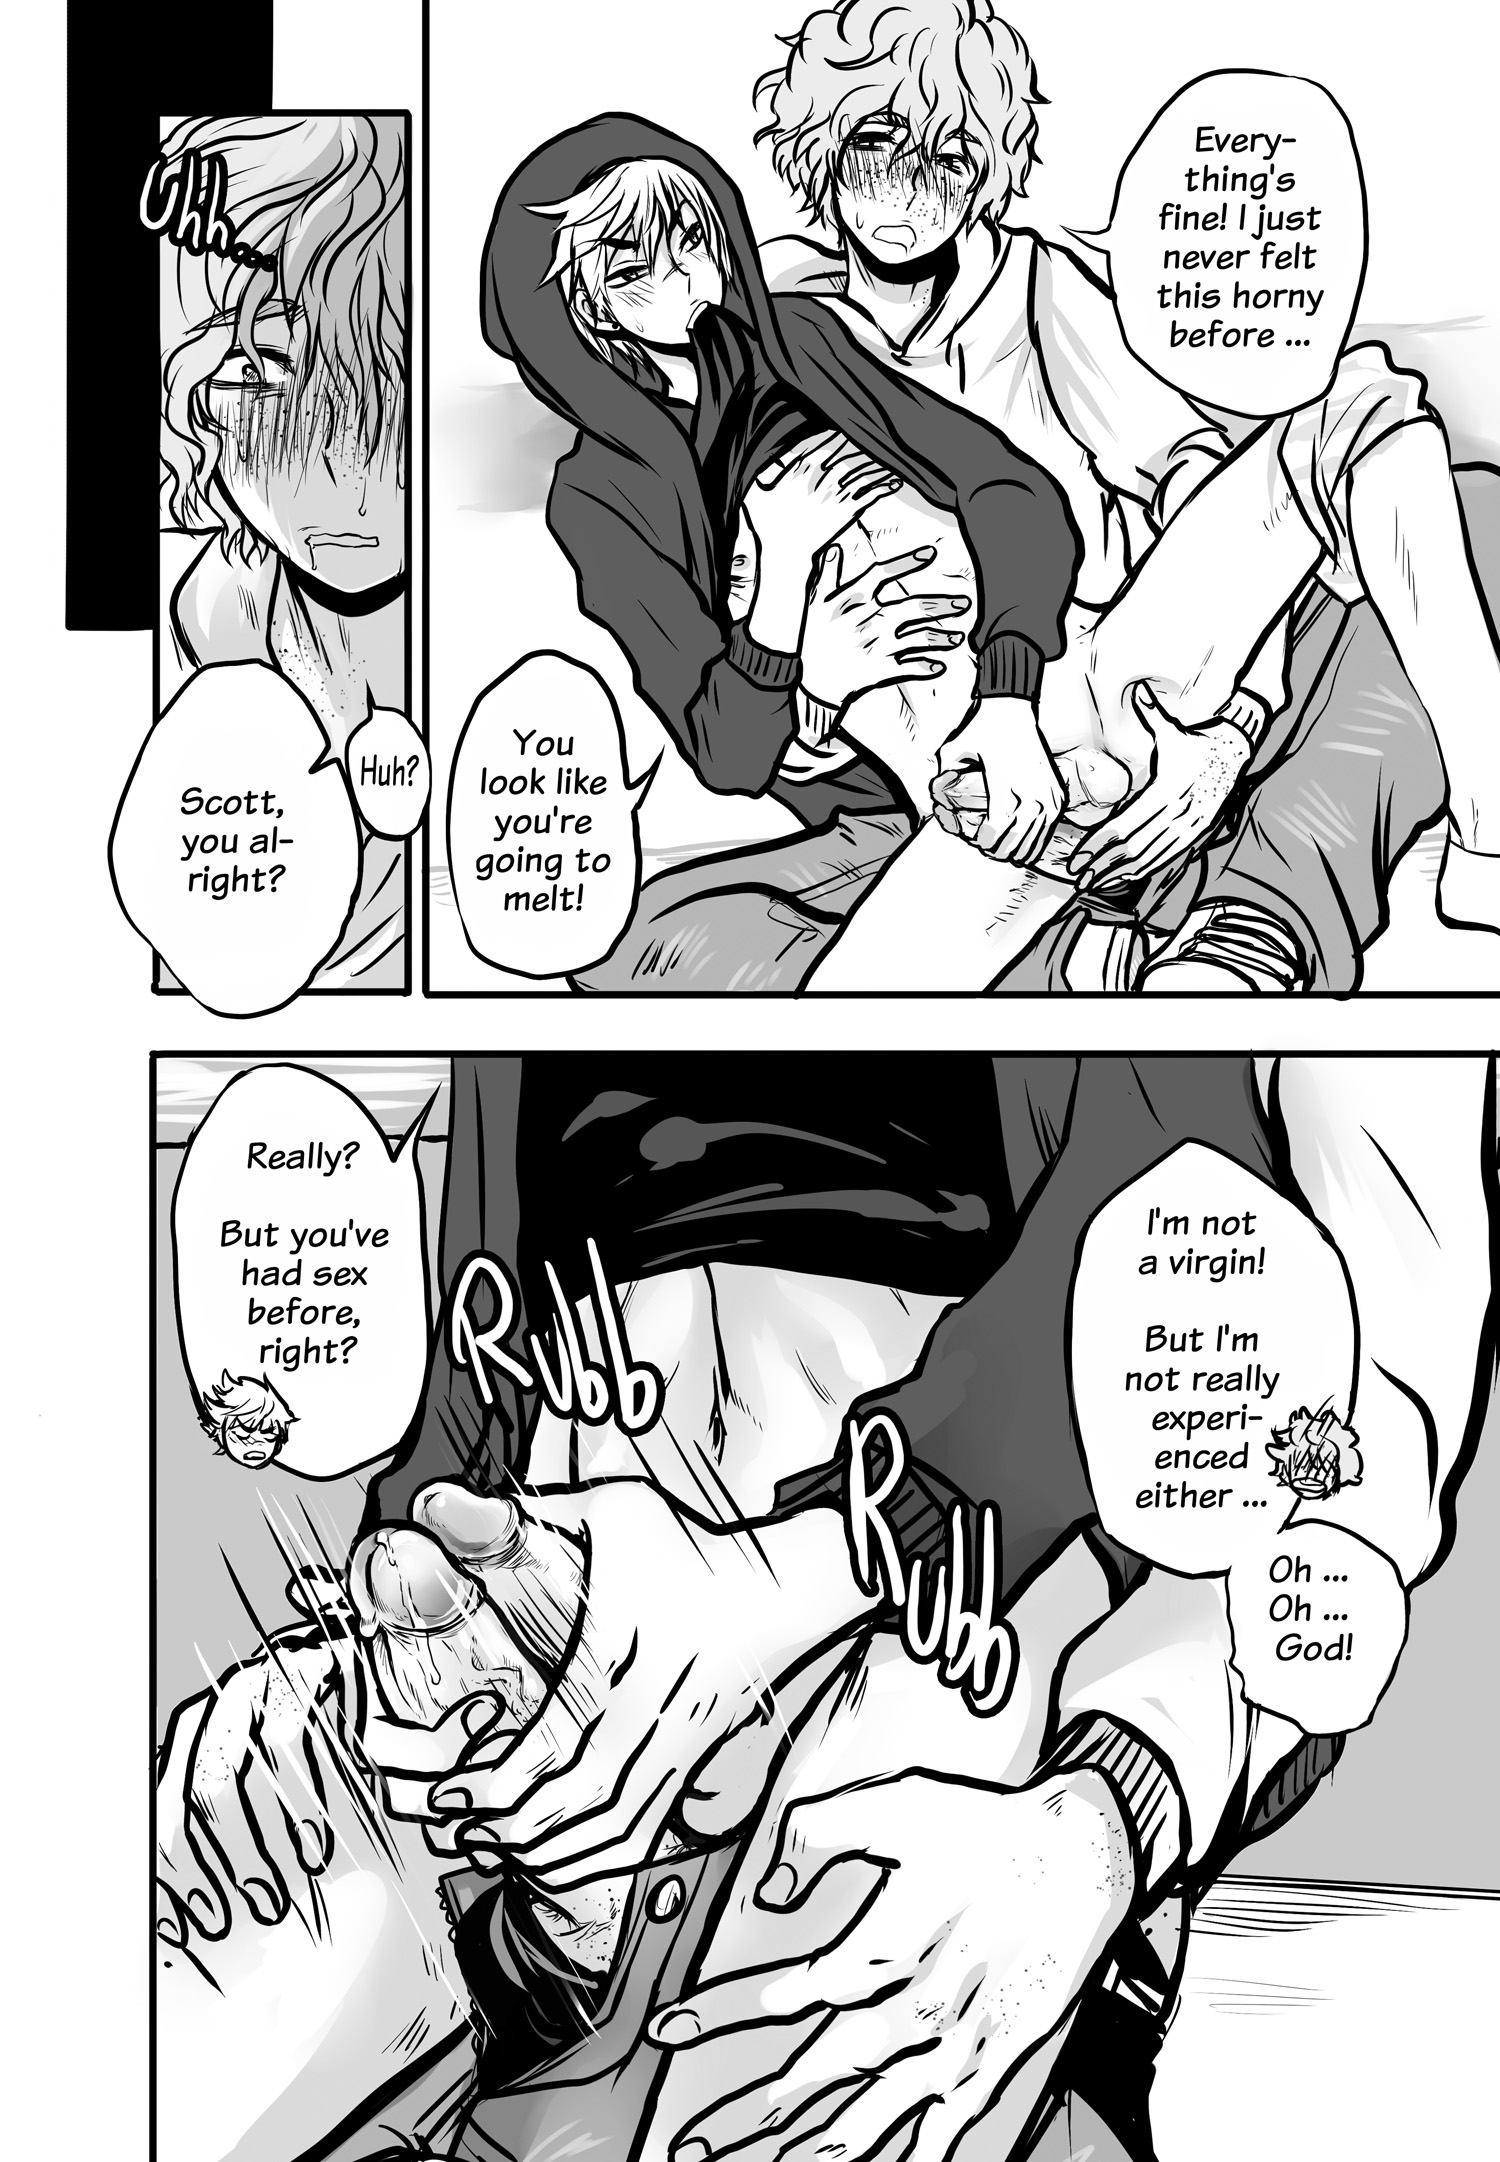 Uhh....
Scott,
you al-
right?
Huh?
You
look like
you're
going to
melt!
Every-
thing's
fine! I just
never felt
this horny
before ...
Really?
But you've
had sex
before,
right?
Rubb
Rubb
I'm not
a virgin!
But I'm
not really
experi-
enced
either ...
Oh ...
Oh ...
God!